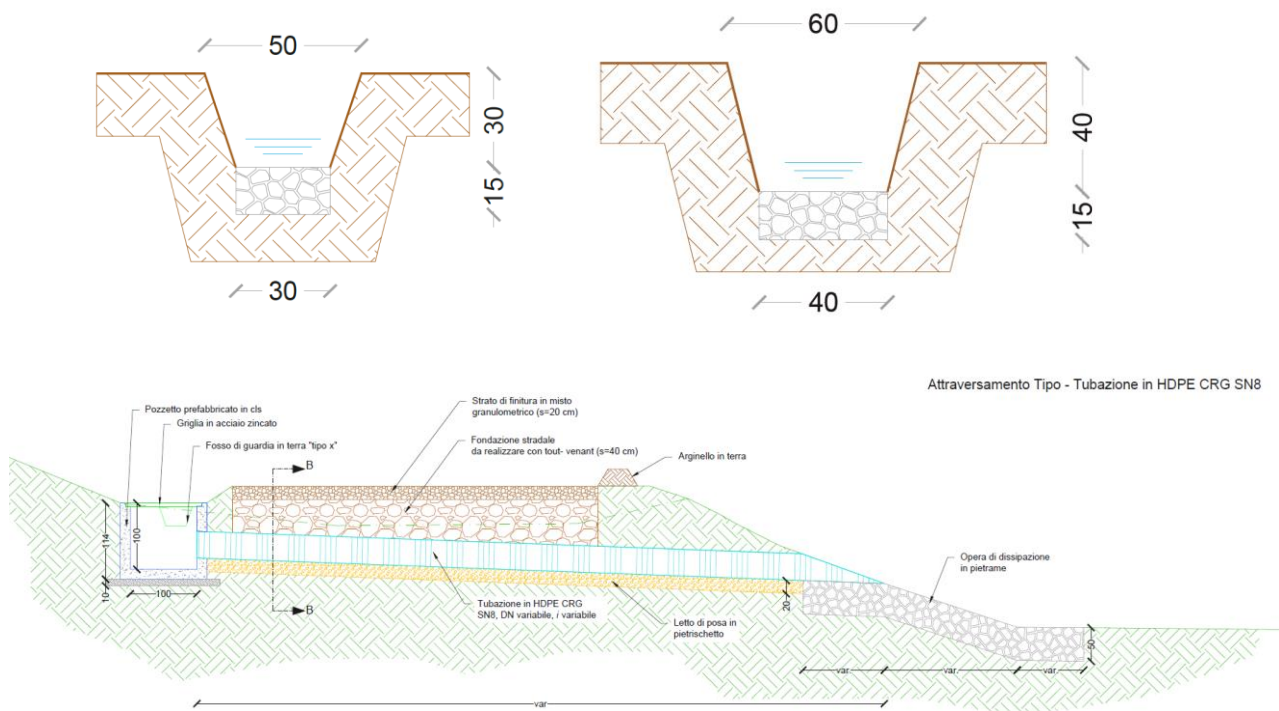 50
30
15
30
60
40
15
40
Attraversamento Tipo - Tubazione in HDPE CRG SN8
Pozzetto prefabbricato in cls
Griglia in acciaio zincato
Fosso di guardia in terra "tipo x"
B
Strato di finitura in misto
granulometrico (s=20 cm)
Fondazione stradale
da realizzare con tout- venant (s=40 cm)
Arginello in terra
114
100
10
100
B
Tubazione in HDPE CRG
SN8, DN variabile, i variabile
Letto di posa in
pietrischetto
20
Opera di dissipazione
in pietrame
50
var.
var.
var.
var